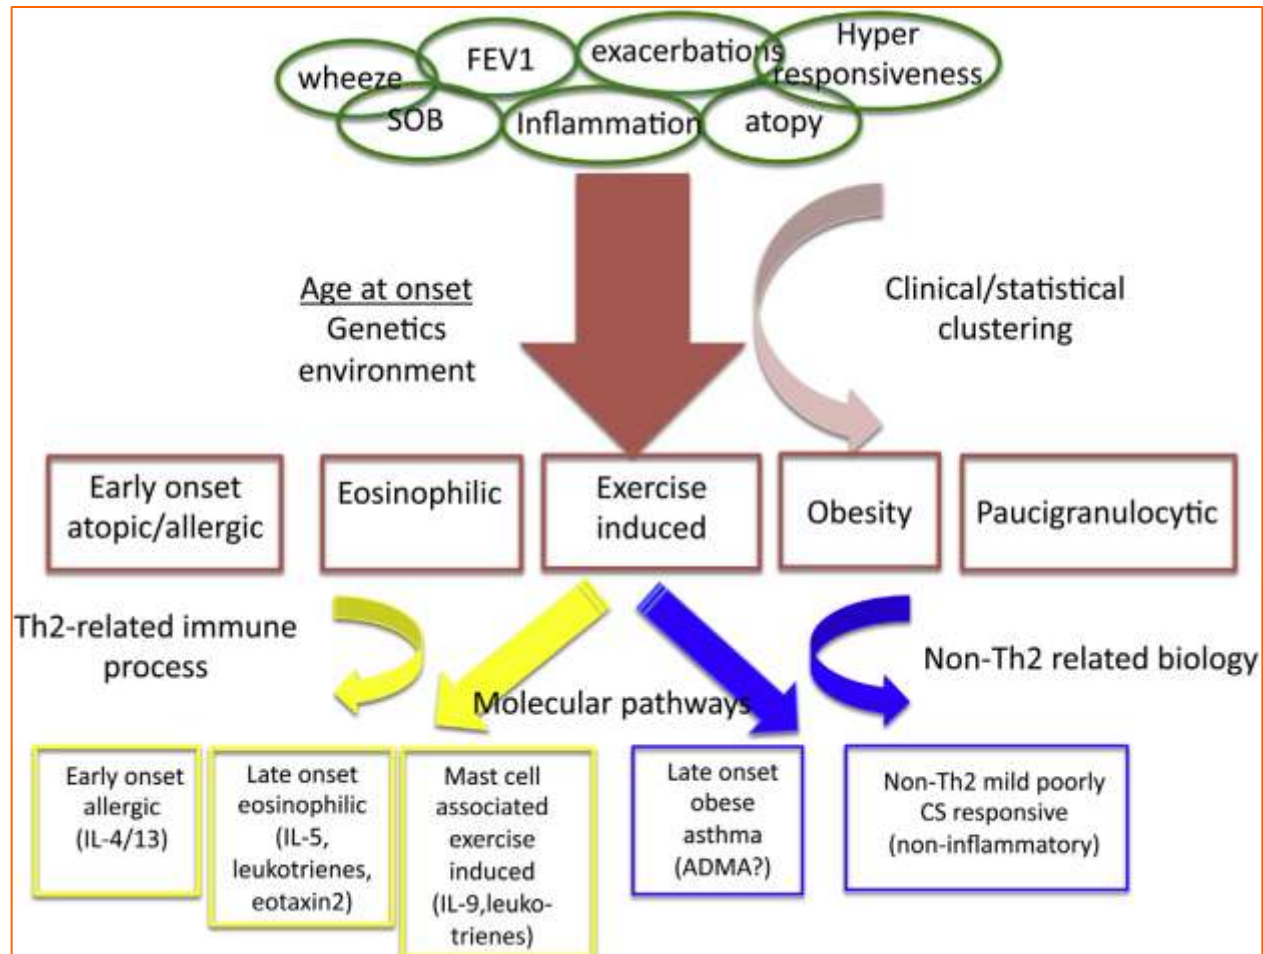 wheeze
FEV1
exacerbations
Hyper
responsiveness
SOB
Inflammation
atopy
Age at onset
Genetics
environment
Clinical/statistical
clustering
Early onset
atopic/allergic
Eosinophilic
Exercise
induced
Obesity
Paucigranulocytic
Th2-related immune
process
Non-Th2 related biology
Molecular pathways
Early onset
allergic
(IL-4/13)
Late onset
eosinophilic
(IL-5,
leukotrienes,
eotaxin2)
Mast cell
associated
exercise
induced
(IL-9,leuko-
trienes)
Late onset
obese
asthma
(ADMA?)
Non-Th2 mild poorly
CS responsive
(non-inflammatory)